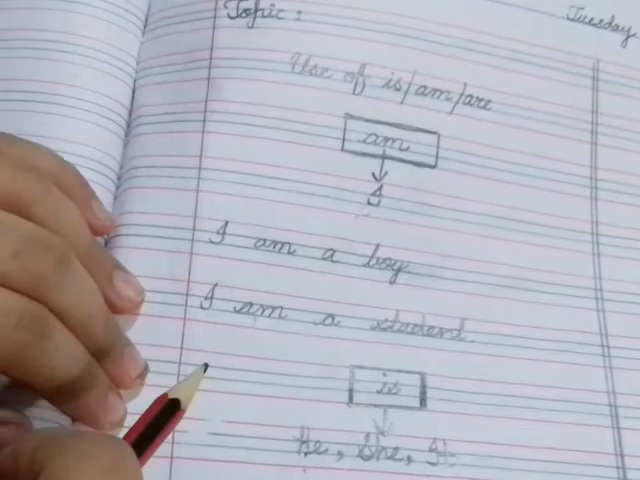 Topic:
Tuesday
Use of is/am/are
am
I
I am a boy
I am a student
is
He, She, It